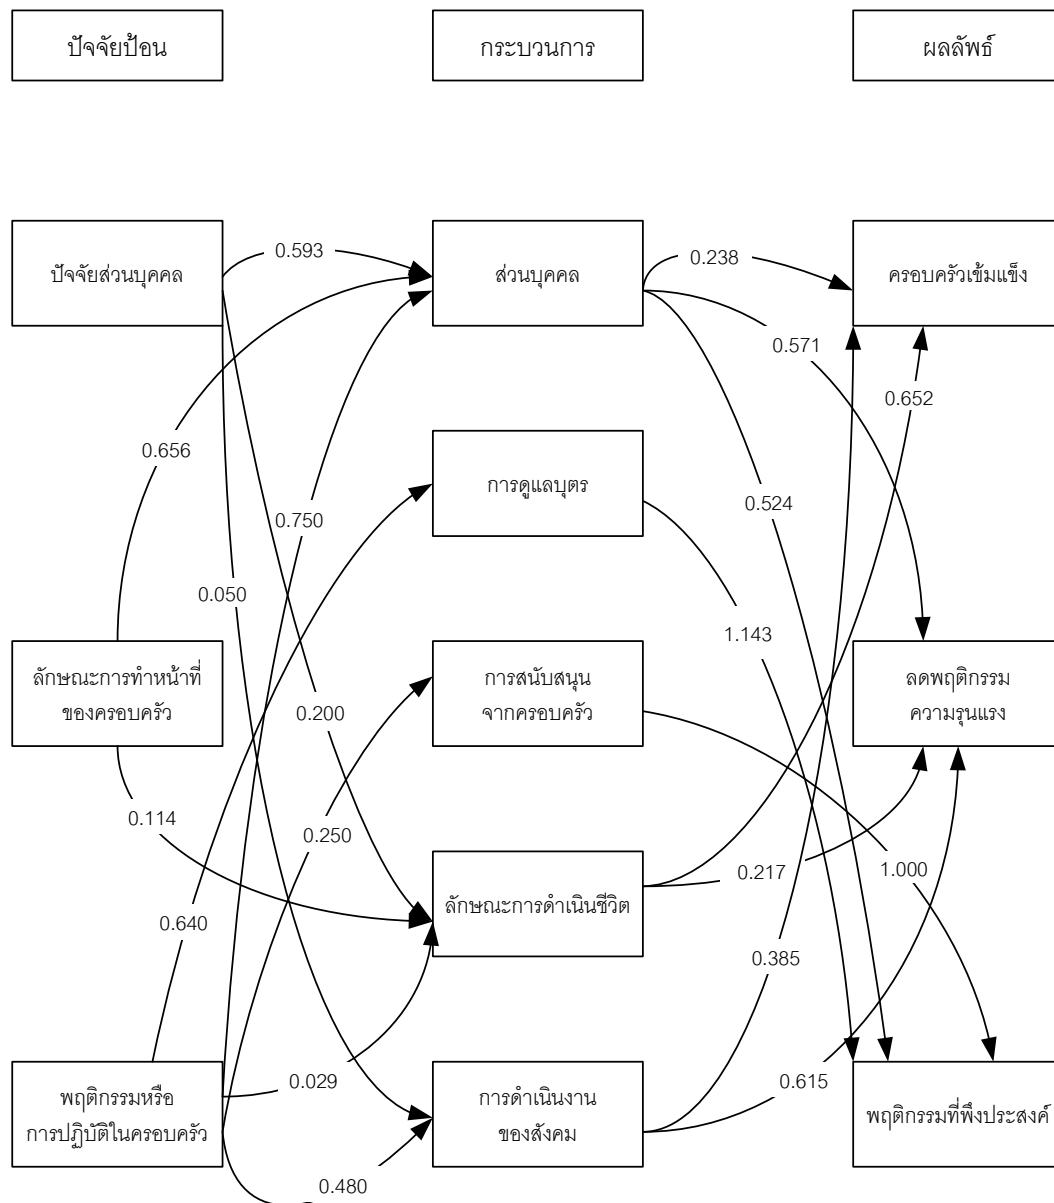 ปัจจัยป้อน
กระบวนการ
ผลลัพธ์
ปัจจัยส่วนบุคคล
0.593
ส่วนบุคคล
0.238
ครอบครัวเข้มแข็ง
0.571
0.652
0.656
การดูแลบุตร
0.750
0.524
0.050
1.143
ลักษณะการทำหน้าที่
ของครอบครัว
การสนับสนุน
จากครอบครัว
ลดพฤติกรรม
ความรุนแรง
0.200
0.114
0.250
0.217
1.000
ลักษณะการดำเนินชีวิต
0.640
0.385
0.029
0.615
พฤติกรรมหรือ
การปฏิบัติในครอบครัว
การดำเนินงาน
ของสังคม
พฤติกรรมที่พึงประสงค์
0.480